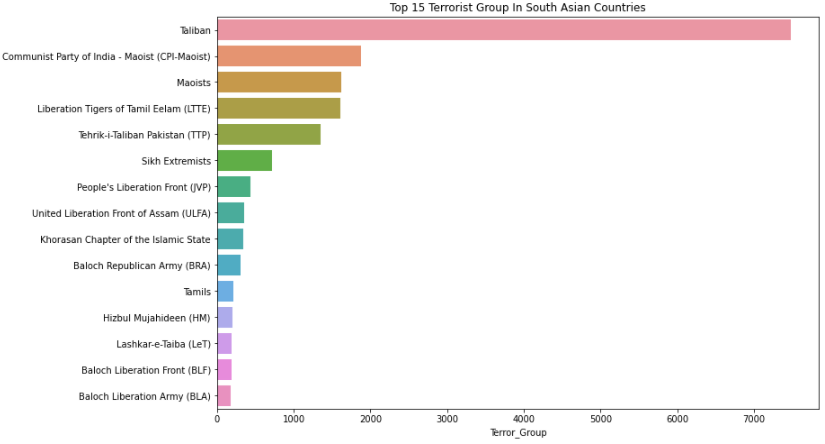 Top 15 Terrorist Group In South Asian Countries
Taliban
Communist Party of India - Maoist (CPI-Maoist)
Maoists
Liberation Tigers of Tamil Eelam (LTTE)
Tehrik-i-Taliban Pakistan (TTP)
Sikh Extremists
People's Liberation Front (JVP)
United Liberation Front of Assam (ULFA)
Khorasan Chapter of the Islamic State
Baloch Republican Army (BRA)
Tamils
Hizbul Mujahideen (HM)
Lashkar-e-Taiba (LeT)
Baloch Liberation Front (BLF)
Baloch Liberation Army (BLA)
0 1000 2000 3000 4000 5000 6000 7000
Terror_Group